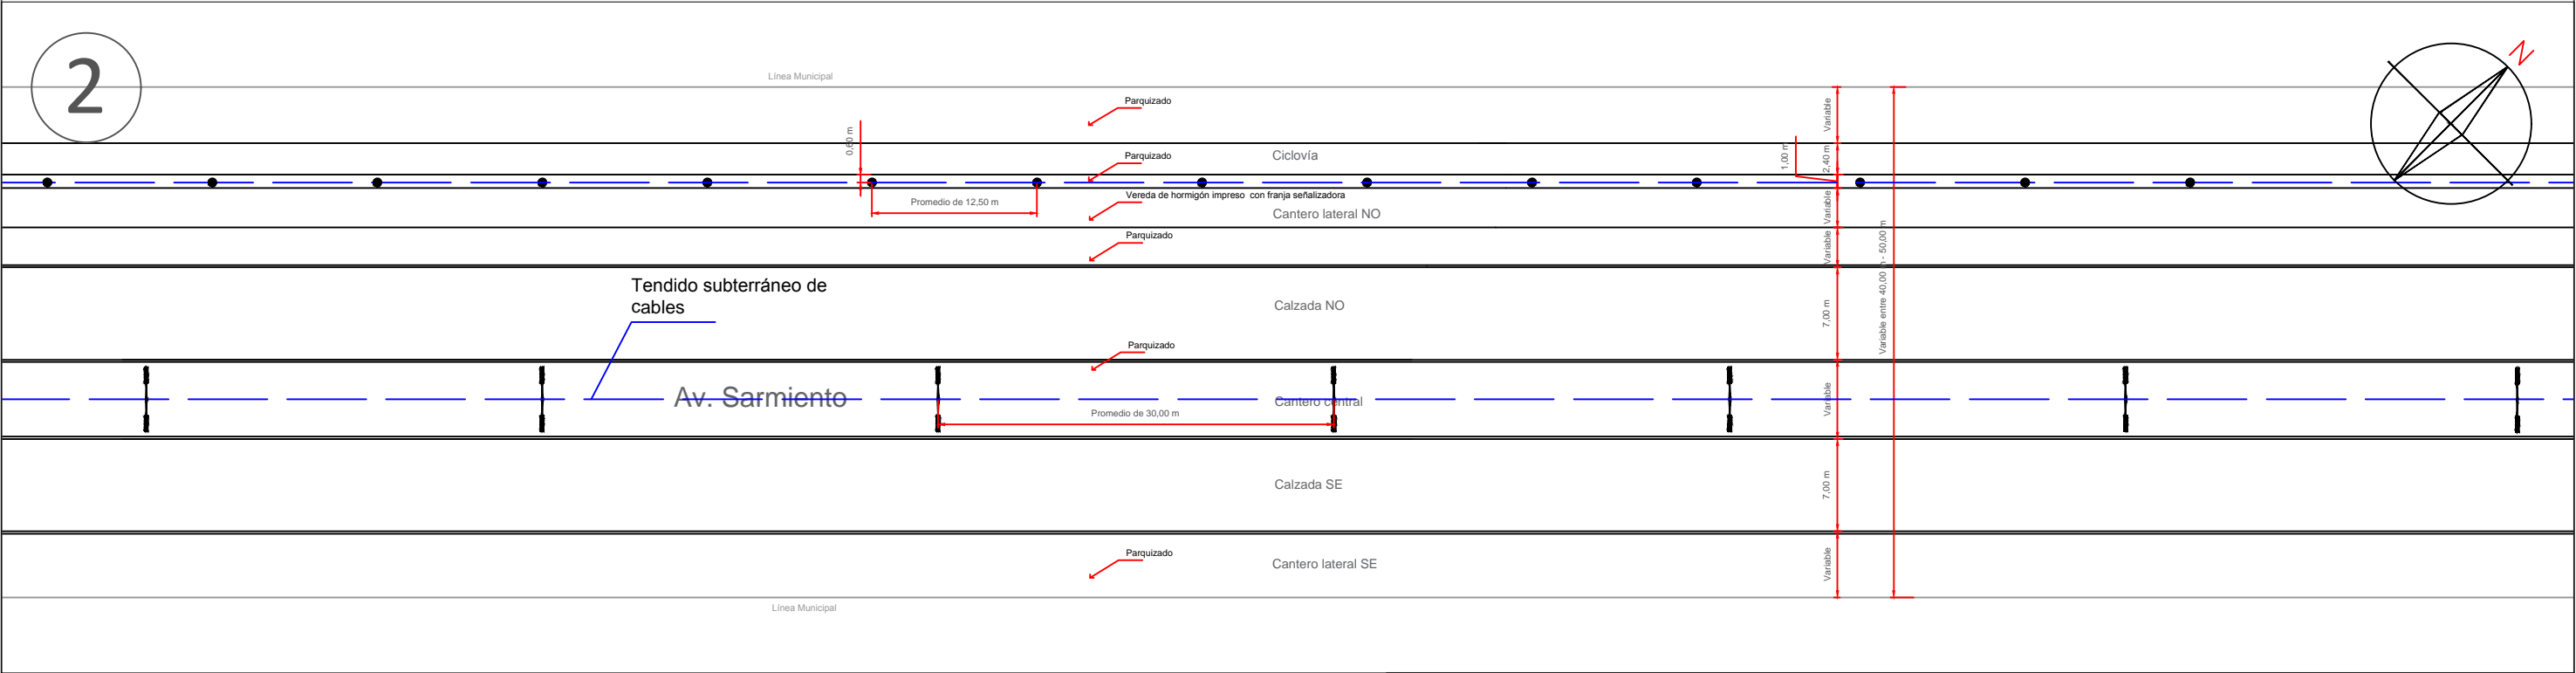 2
N
Línea Municipal
Parquizado
Variable
0,60 m
Parquizado
Ciclovía
1,00 m
2,40 m
Vereda de hormigón impreso con franja señalizadora
Promedio de 12,50 m
Cantero lateral NO
Variable
Parquizado
Variable
Variable entre 40,00 m - 50,00 m
Tendido subterráneo de
cables
Calzada NO
7,00 m
Parquizado
Av. Sarmiento
Cantero central
Variable
Promedio de 30,00 m
Calzada SE
7,00 m
Parquizado
Cantero lateral SE
Variable
Línea Municipal